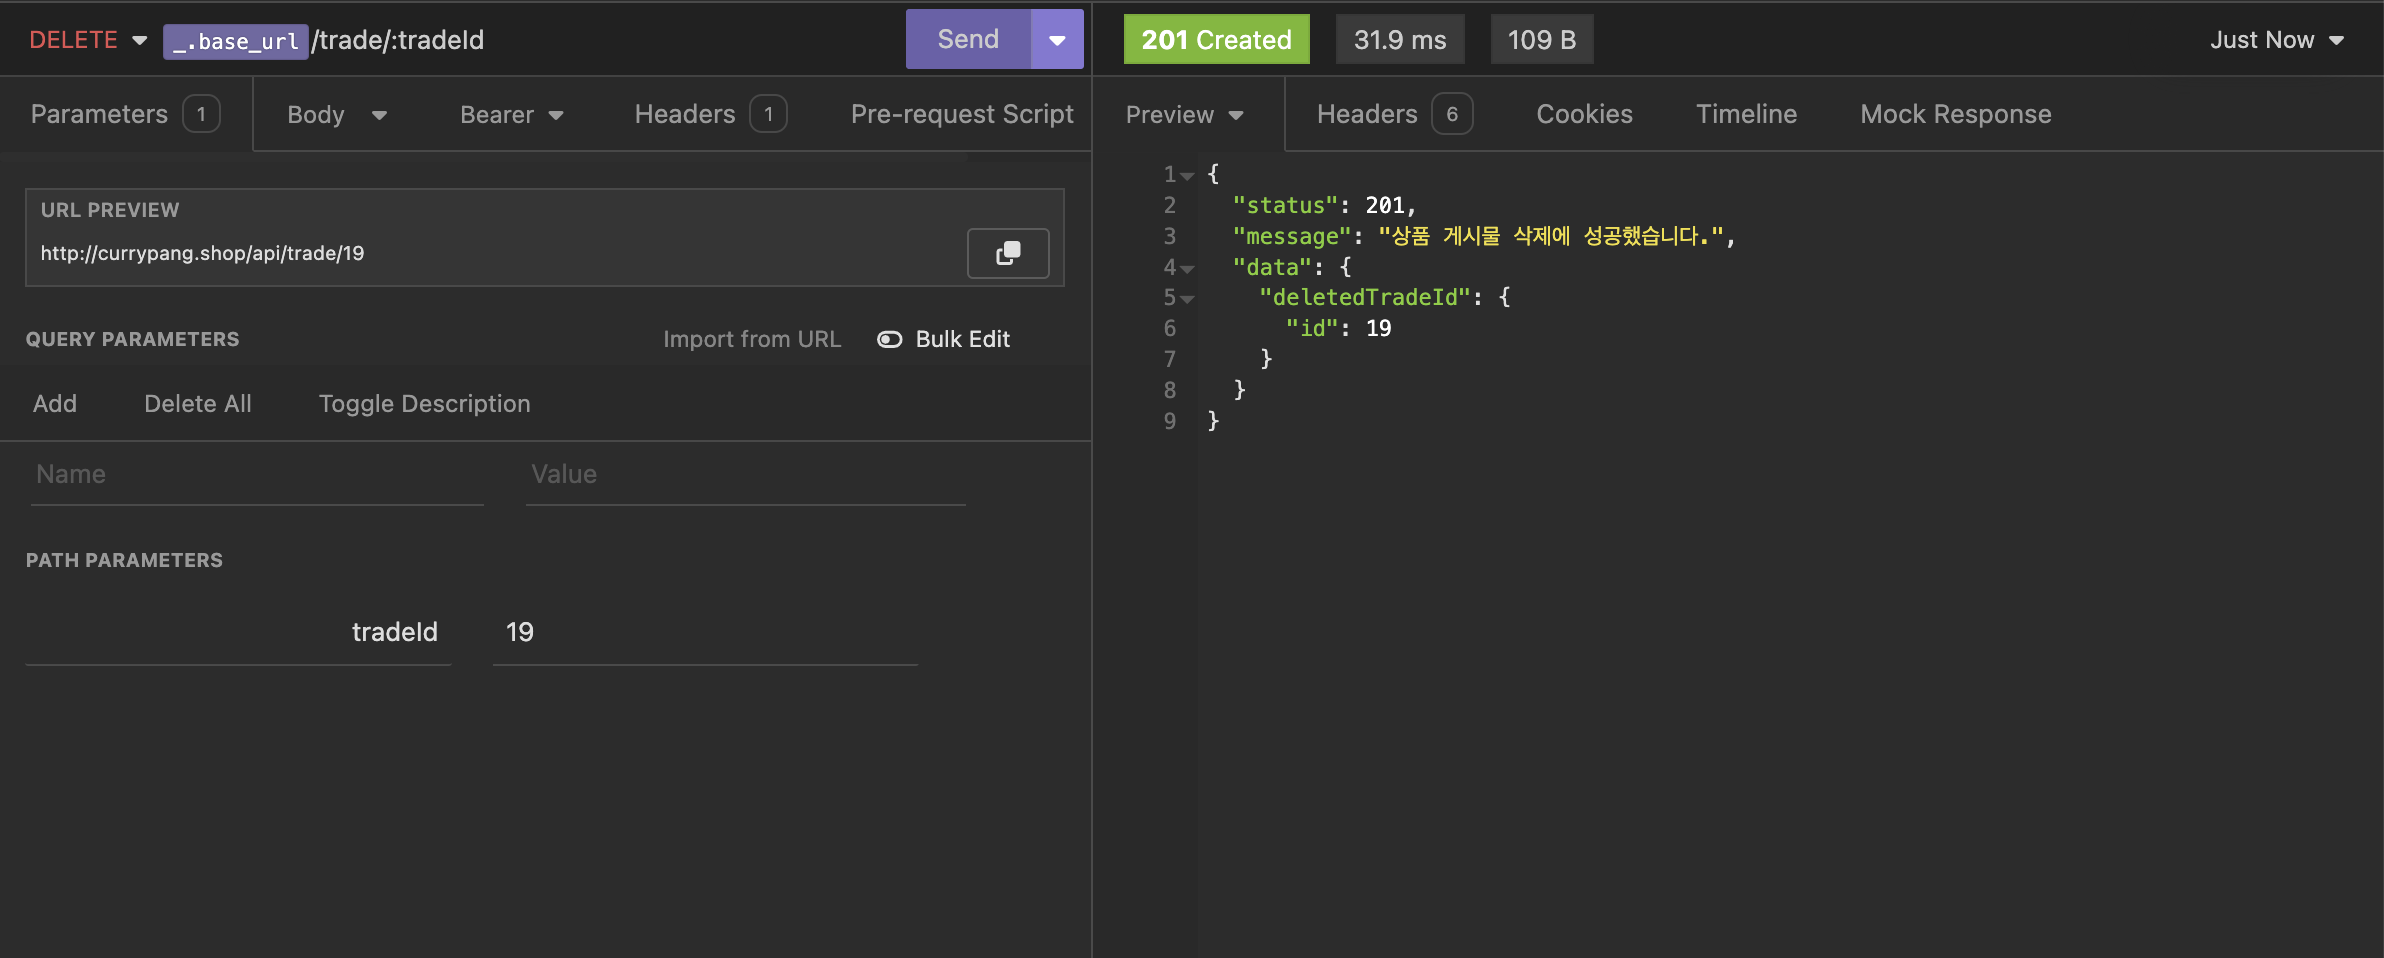 DELETE _.base_url/trade/:tradeId Send
201 Created 31.9 ms 109 B Just Now
Parameters 1 Body Bearer Headers 1 Pre-request Script
Preview Headers 6 Cookies Timeline Mock Response
URL PREVIEW
http://currypang.shop/api/trade/19
QUERY PARAMETERS Import from URL Bulk Edit
Add Delete All Toggle Description
Name Value
PATH PARAMETERS
tradeId 19
1 {
2 "status": 201,
3 "message": "상품 게시물 삭제에 성공했습니다.",
4 "data": {
5 "deletedTradeId": {
6 "id": 19
7 }
8 }
9 }